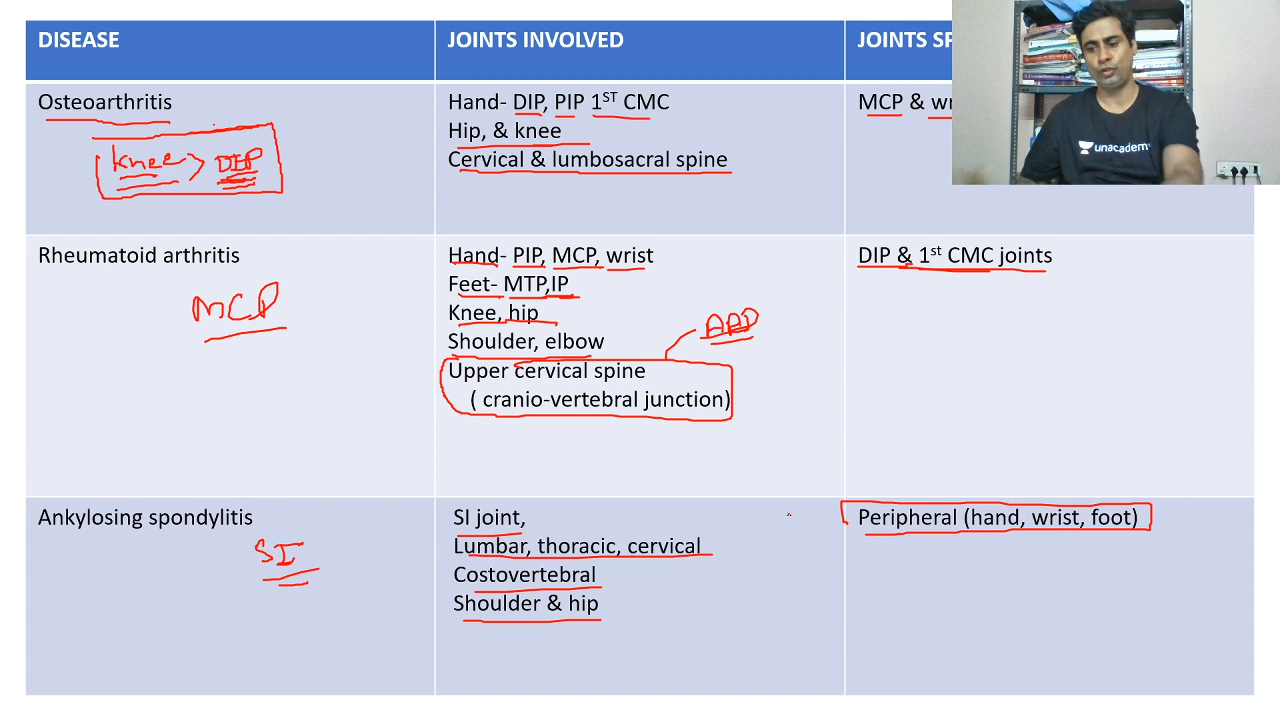 DISEASE
JOINTS INVOLVED
JOINTS SP
Osteoarthritis
Knee > DIP
Hand- DIP, PIP 1ST CMC
Hip, & knee
Cervical & lumbosacral spine
MCP & wr
unacademy
Rheumatoid arthritis
MCP
Hand- PIP, MCP, wrist
Feet- MTP,IP
Knee, hip
Shoulder, elbow
Upper cervical spine
( cranio-vertebral junction)
AAD
DIP & 1st CMC joints
Ankylosing spondylitis
SI
SI joint,
Lumbar, thoracic, cervical
Costovertebral
Shoulder & hip
Peripheral (hand, wrist, foot)